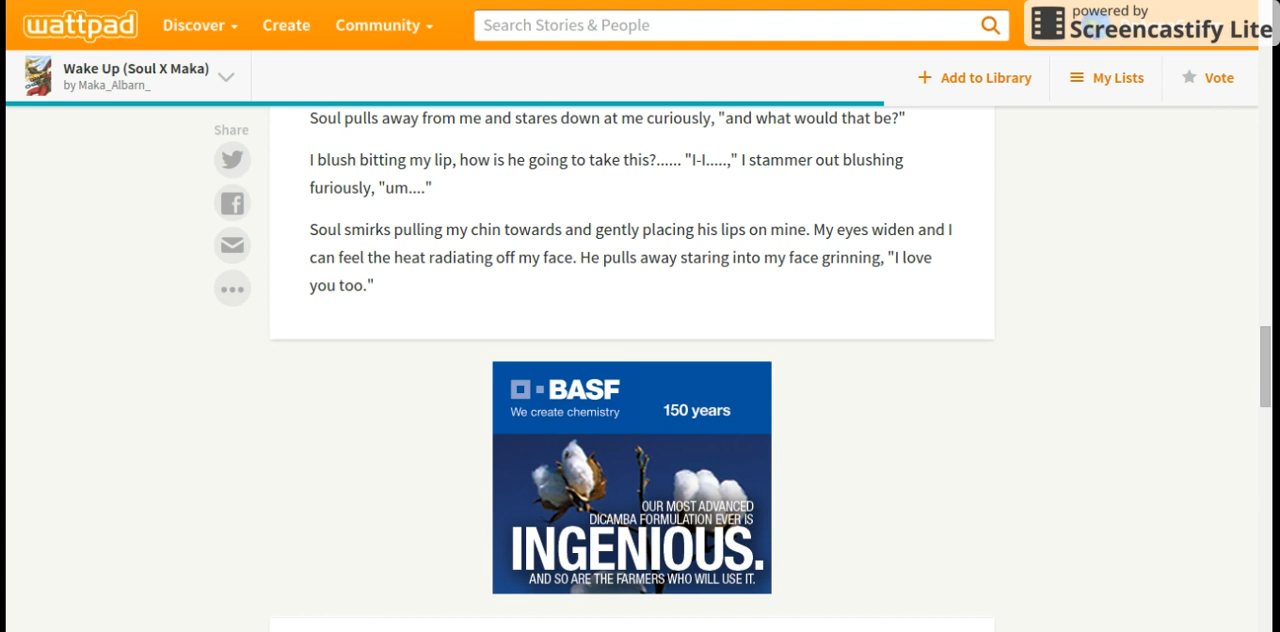 wattpad
Discover
Create
Community
Search Stories & People
powered by
Screencastify Lite
Wake Up (Soul X Maka)
by Maka_Albarn_
+ Add to Library
My Lists
Vote
Share
Soul pulls away from me and stares down at me curiously, "and what would that be?"
I blush bitting my lip, how is he going to take this?...... "I-I.....," I stammer out blushing
furiously, "um...."
Soul smirks pulling my chin towards and gently placing his lips on mine. My eyes widen and I
can feel the heat radiating off my face. He pulls away staring into my face grinning, "I love
you too."
BASF
We create chemistry
150 years
OUR MOST ADVANCED
DICAMBA FORMULATION EVER IS
INGENIOUS.
AND SO ARE THE FARMERS WHO WILL USE IT.